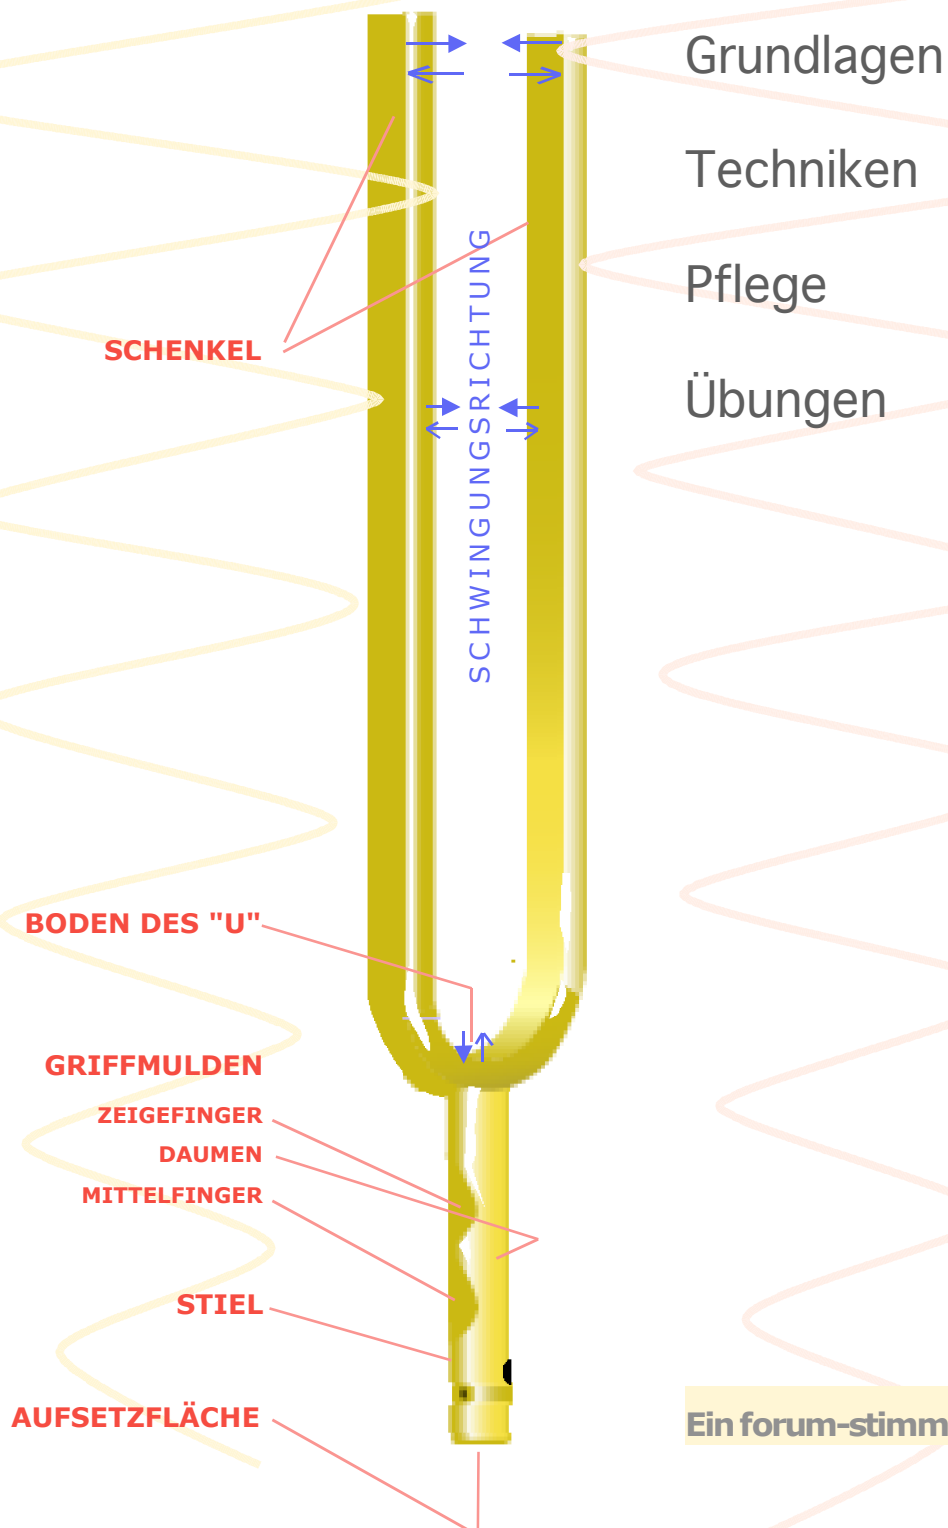 Grundlagen
Techniken
Pflege
Übungen
SCHENKEL
SCHWINGUNGSRICHTUNG
BODEN DES "U"
GRIFFMULDEN
ZEIGEFINGER
DAUMEN
MITTELFINGER
STIEL
AUFSETZFLÄCHE
Ein forum-stimm